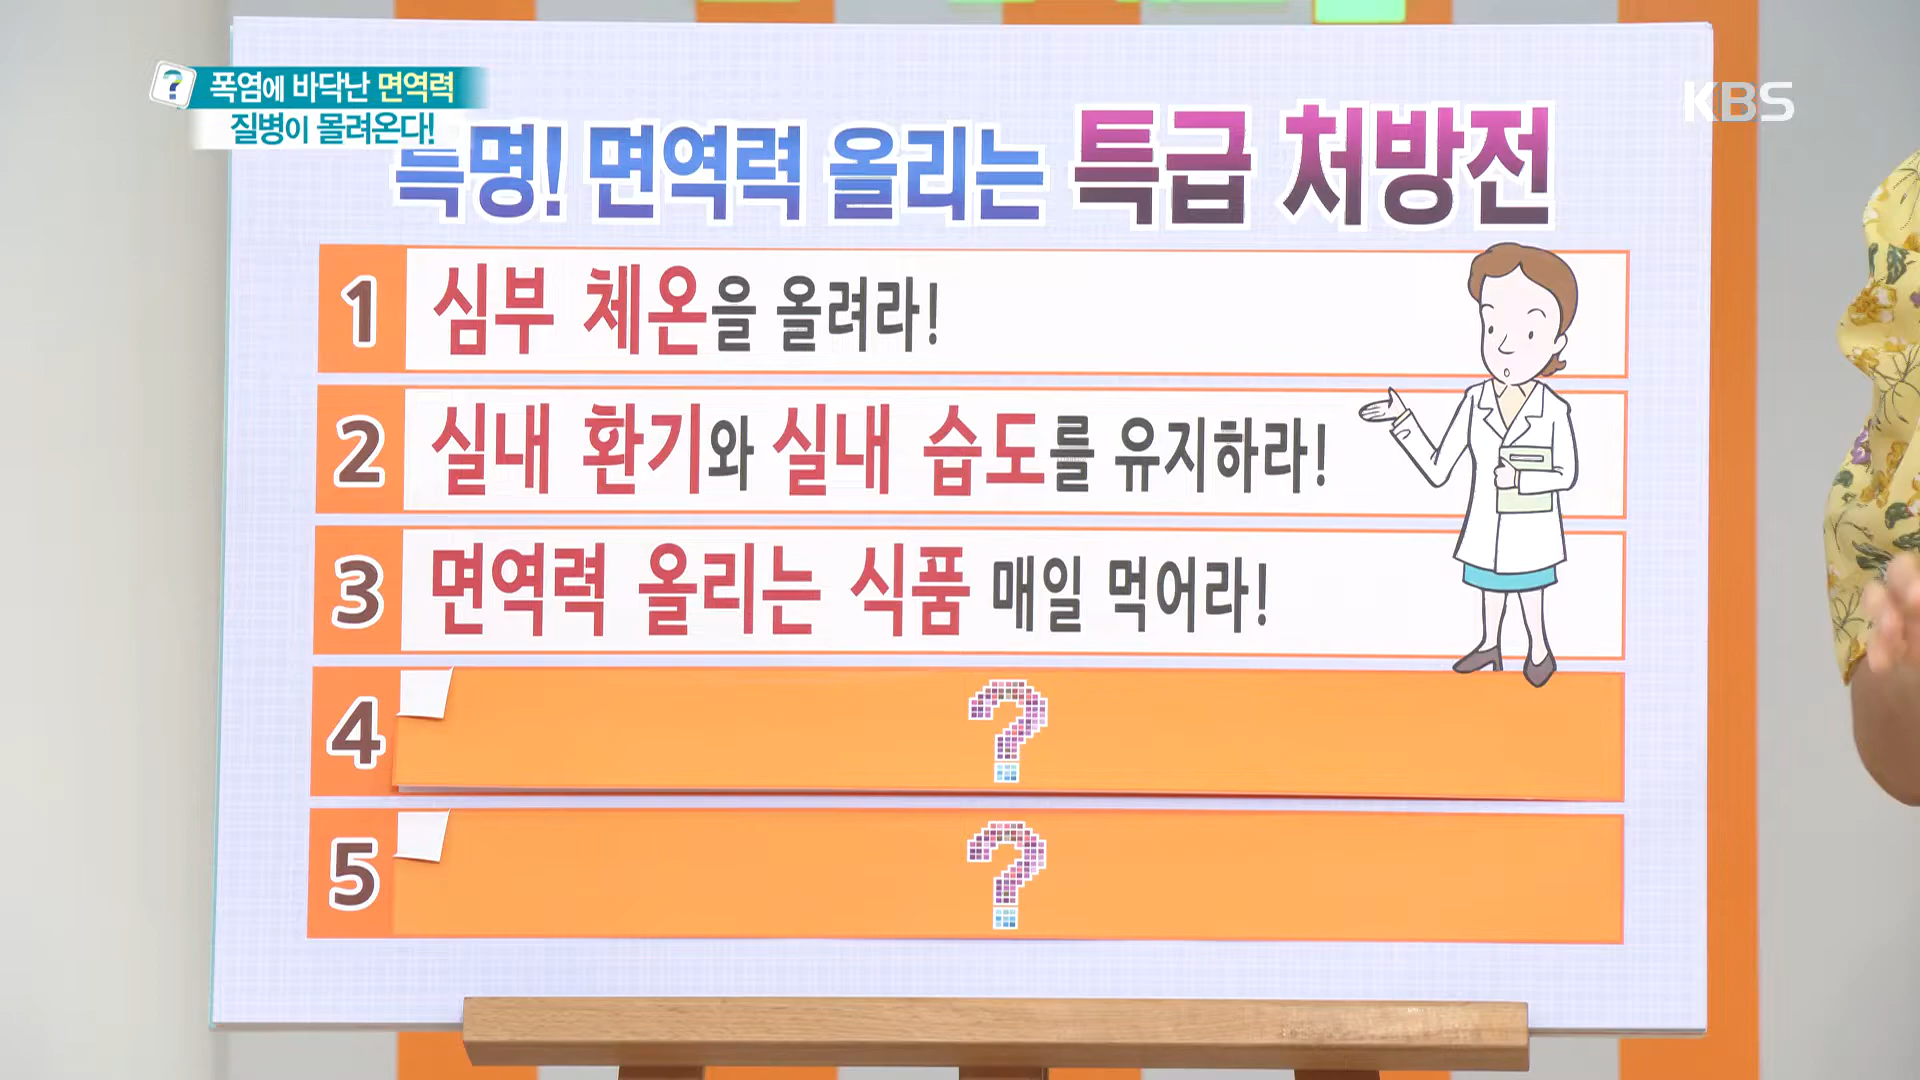 폭염에 바닥난 면역력
질병이 몰려온다!
KBS
특명! 면역력 올리는 특급 처방전
1 심부 체온을 올려라!
2 실내 환기와 실내 습도를 유지하라!
3 면역력 올리는 식품 매일 먹어라!
4 ?
5 ?